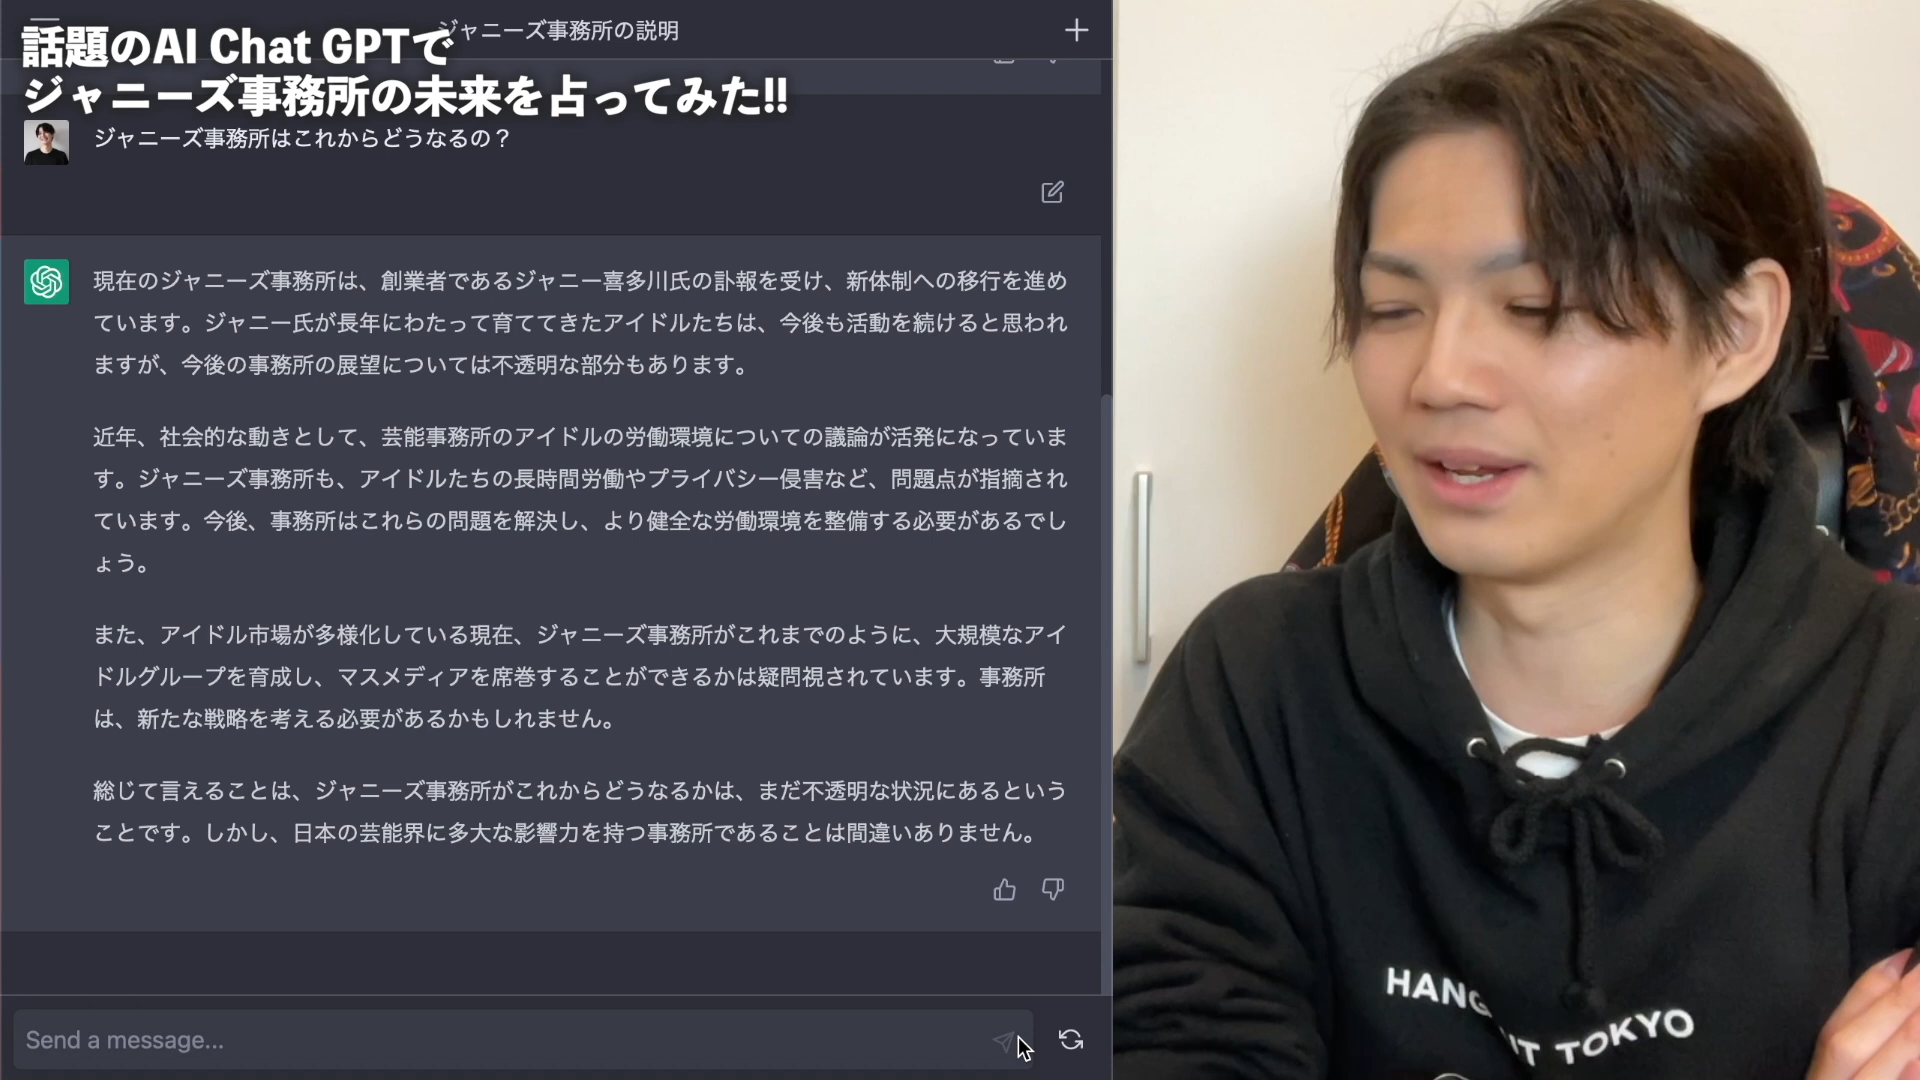 話題のAI Chat GPTで
ジャニーズ事務所の未来を占ってみた!!
ジャニーズ事務所の説明
ジャニーズ事務所はこれからどうなるの？
現在のジャニーズ事務所は、創業者であるジャニー喜多川氏の訃報を受け、新体制への移行を進め
ています。ジャニー氏が長年にわたって育ててきたアイドルたちは、今後も活動を続けると思われ
ますが、今後の事務所の展望については不透明な部分もあります。
近年、社会的な動きとして、芸能事務所のアイドルの労働環境についての議論が活発になっていま
す。ジャニーズ事務所も、アイドルたちの長時間労働やプライバシー侵害など、問題点が指摘され
ています。今後、事務所はこれらの問題を解決し、より健全な労働環境を整備する必要があるでし
ょう。
また、アイドル市場が多様化している現在、ジャニーズ事務所がこれまでのように、大規模なアイ
ドルグループを育成し、マスメディアを席巻することができるかは疑問視されています。事務所
は、新たな戦略を考える必要があるかもしれません。
総じて言えることは、ジャニーズ事務所がこれからどうなるかは、まだ不透明な状況にあるという
ことです。しかし、日本の芸能界に多大な影響力を持つ事務所であることは間違いありません。
Send a message...
HANG
IT TOKYO